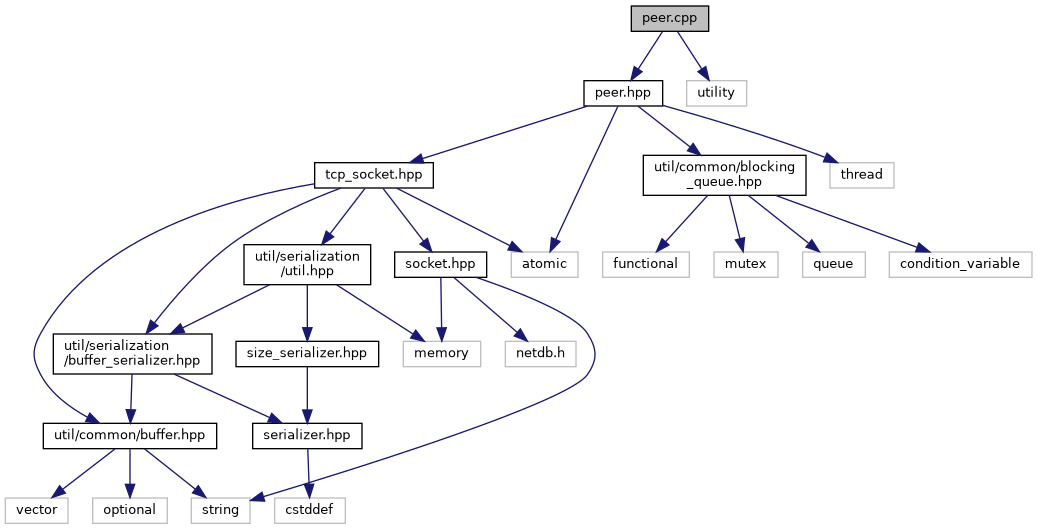 peer.cpp
peer.hpp
utility
tcp_socket.hpp
util/common/blocking
_queue.hpp
thread
util/serialization
/util.hpp
socket.hpp
atomic
functional
mutex
queue
condition_variable
util/serialization
/buffer_serializer.hpp
size_serializer.hpp
memory
netdb.h
util/common/buffer.hpp
serializer.hpp
vector
optional
string
cstddef